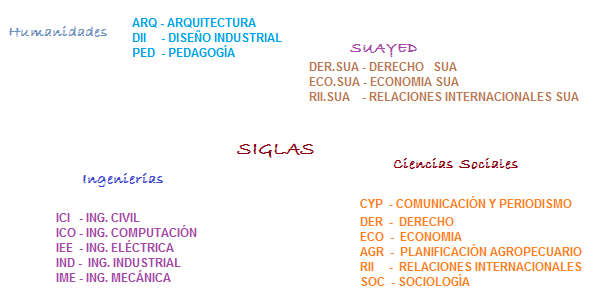 Humanidades
ARQ - ARQUITECTURA
DII - DISEÑO INDUSTRIAL
PED - PEDAGOGÍA
SUAYED
DER.SUA - DERECHO SUA
ECO.SUA - ECONOMIA SUA
RII.SUA - RELACIONES INTERNACIONALES SUA
SIGLAS
Ingenierías
ICI - ING. CIVIL
ICO - ING. COMPUTACIÓN
IEE - ING. ELÉCTRICA
IND - ING. INDUSTRIAL
IME - ING. MECÁNICA
Ciencias Sociales
CYP - COMUNICACIÓN Y PERIODISMO
DER - DERECHO
ECO - ECONOMIA
AGR - PLANIFICACIÓN AGROPECUARIO
RII - RELACIONES INTERNACIONALES
SOC - SOCIOLOGÍA